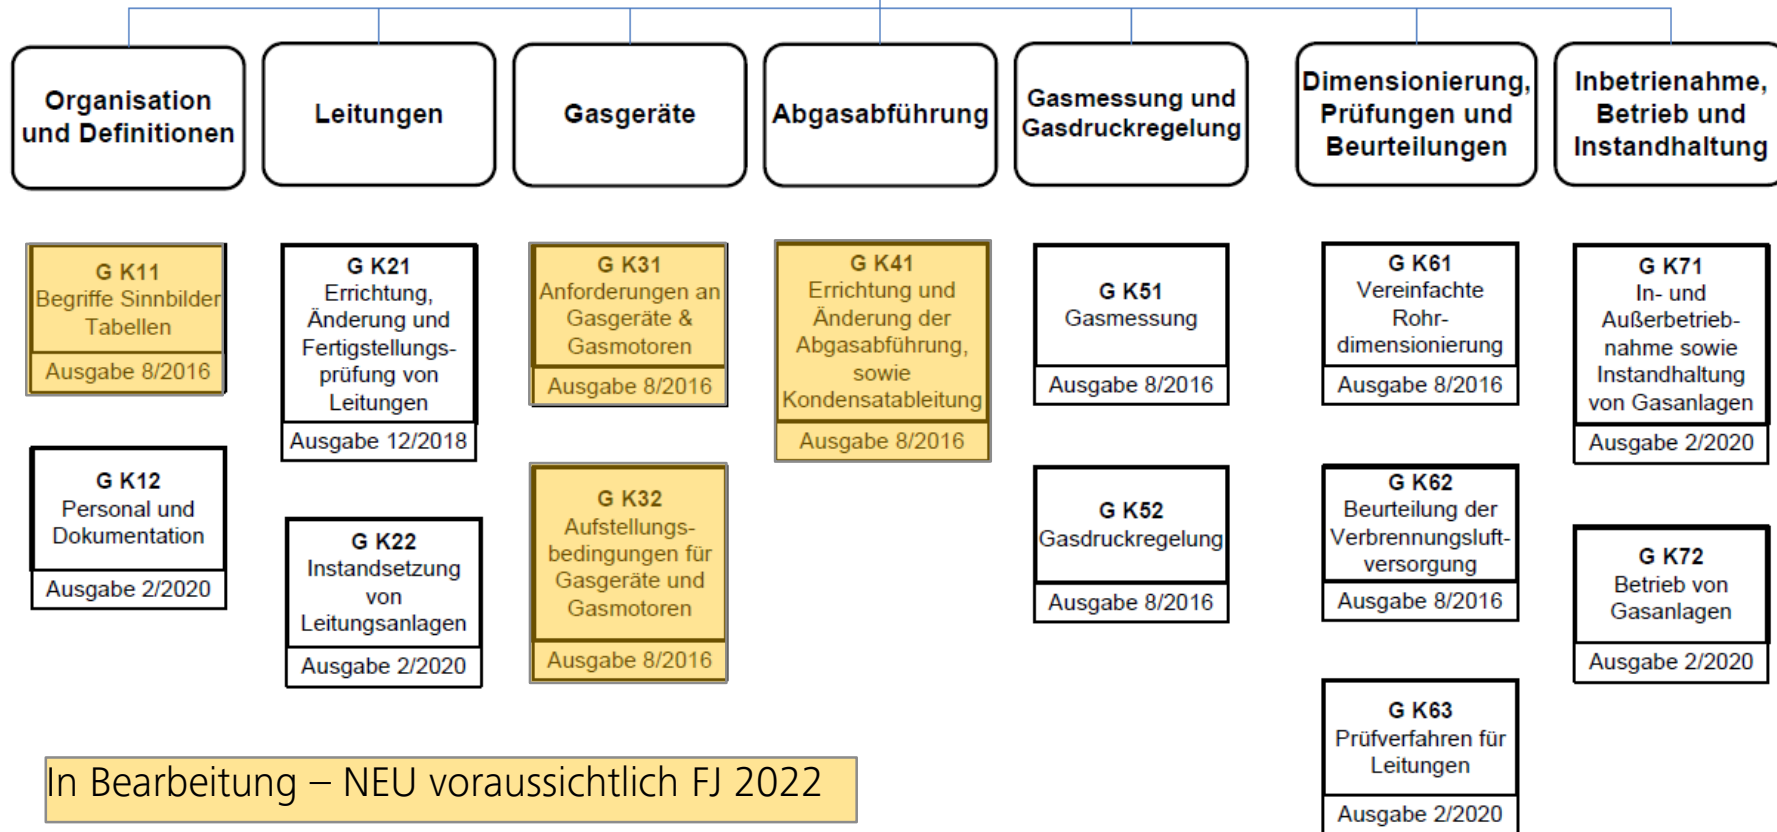 Organisation
und Definitionen
Leitungen
Gasgeräte
Abgasabführung
Gasmessung und
Gasdruckregelung
Dimensionierung,
Prüfungen und
Beurteilungen
Inbetrienahme,
Betrieb und
Instandhaltung
G K11
Begriffe Sinnbilder
Tabellen
Ausgabe 8/2016
G K12
Personal und
Dokumentation
Ausgabe 2/2020
G K21
Errichtung,
Änderung und
Fertigstellungs-
prüfung von
Leitungen
Ausgabe 12/2018
G K22
Instandsetzung
von
Leitungsanlagen
Ausgabe 2/2020
G K31
Anforderungen an
Gasgeräte &
Gasmotoren
Ausgabe 8/2016
G K32
Aufstellungs-
bedingungen für
Gasgeräte und
Gasmotoren
Ausgabe 8/2016
G K41
Errichtung und
Änderung der
Abgasabführung,
sowie
Kondensatableitung
Ausgabe 8/2016
G K51
Gasmessung
Ausgabe 8/2016
G K52
Gasdruckregelung
Ausgabe 8/2016
G K61
Vereinfachte
Rohr-
dimensionierung
Ausgabe 8/2016
G K62
Beurteilung der
Verbrennungsluft-
versorgung
Ausgabe 8/2016
G K63
Prüfverfahren für
Leitungen
Ausgabe 2/2020
G K71
In- und
Außerbetrieb-
nahme sowie
Instandhaltung
von Gasanlagen
Ausgabe 2/2020
G K72
Betrieb von
Gasanlagen
Ausgabe 2/2020
In Bearbeitung – NEU voraussichtlich FJ 2022